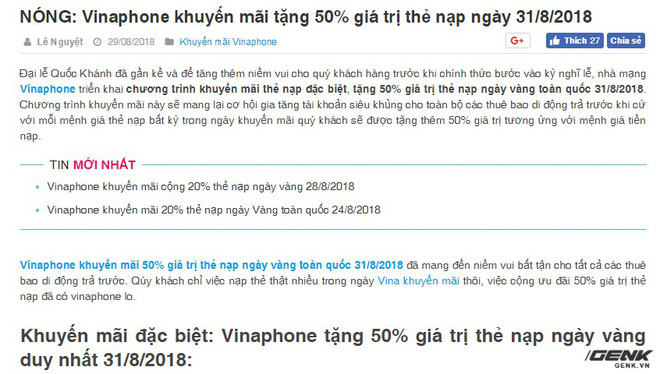 NÓNG: Vinaphone khuyến mãi tặng 50% giá trị thẻ nạp ngày 31/8/2018
Lê Nguyệt 29/08/2018 Khuyến mãi Vinaphone
G+ Thích 27 Chia sẻ
Đại lễ Quốc Khánh đã gần kề và để tăng thêm niềm vui cho quý khách hàng trước khi chính thức bước vào kỳ nghĩ lễ, nhà mạng
Vinaphone triển khai chương trình khuyến mãi thẻ nạp đặc biệt, tặng 50% giá trị thẻ nạp ngày vàng toàn quốc 31/8/2018.
Chương trình khuyến mãi này sẽ mang lại cơ hội gia tăng tài khoản siêu khủng cho toàn bộ các thuê bao di động trả trước khi cứ
với mỗi mệnh giá thẻ nạp bất kỳ trong ngày khuyến mãi quý khách sẽ được tặng thêm 50% giá trị tương ứng với mệnh giá tiền
nạp.
TIN MỚI NHẤT
Vinaphone khuyến mãi cộng 20% thẻ nạp ngày vàng 28/8/2018
Vinaphone khuyến mãi 20% thẻ nạp ngày Vàng toàn quốc 24/8/2018
Vinaphone khuyến mãi 50% giá trị thẻ nạp ngày vàng toàn quốc 31/8/2018 đã mang đến niềm vui bất tận cho tất cả các thuê
bao di động trả trước. Qúy khách chỉ việc nạp thẻ thật nhiều trong ngày Vina khuyến mãi thôi, việc cộng ưu đãi 50% giá trị thẻ
nạp đã có vinaphone lo.
Khuyến mãi đặc biệt: Vinaphone tặng 50% giá trị thẻ nạp ngày vàng
duy nhất 31/8/2018:
GENK
GENK.VN